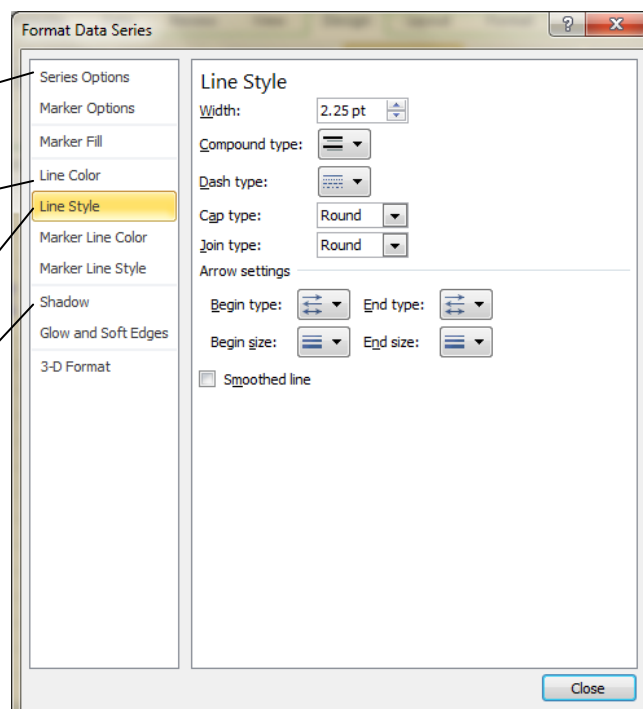 Format Data Series
Series Options
Marker Options
Marker Fill
Line Color
Line Style
Marker Line Color
Marker Line Style
Shadow
Glow and Soft Edges
3-D Format
Line Style
Width: 2.25 pt
Compound type:
Dash type:
Cap type: Round
Join type: Round
Arrow settings
Begin type: End type:
Begin size: End size:
Smoothed line
Close